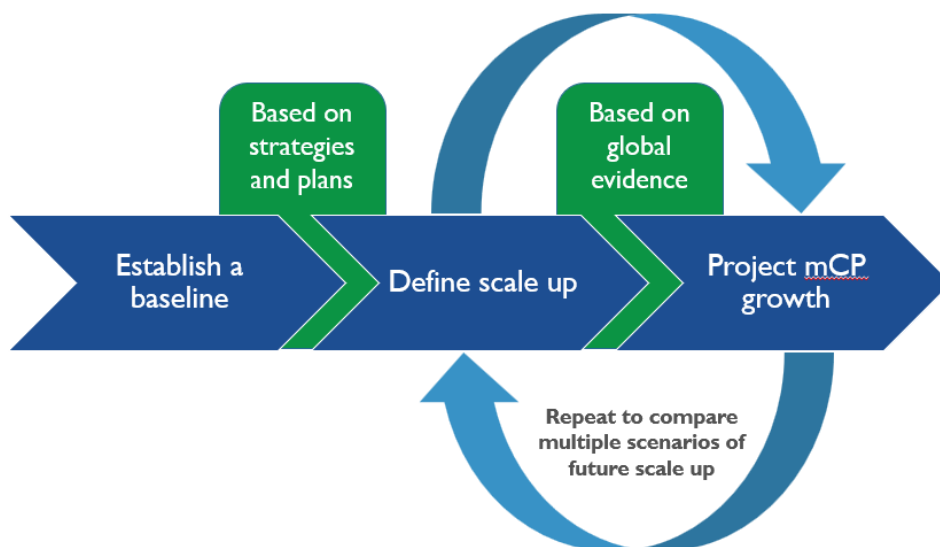 Based on
strategies
and plans
Based on
global
evidence
Establish a
baseline
Define scale up
Project mCP
growth
Repeat to compare
multiple scenarios of
future scale up